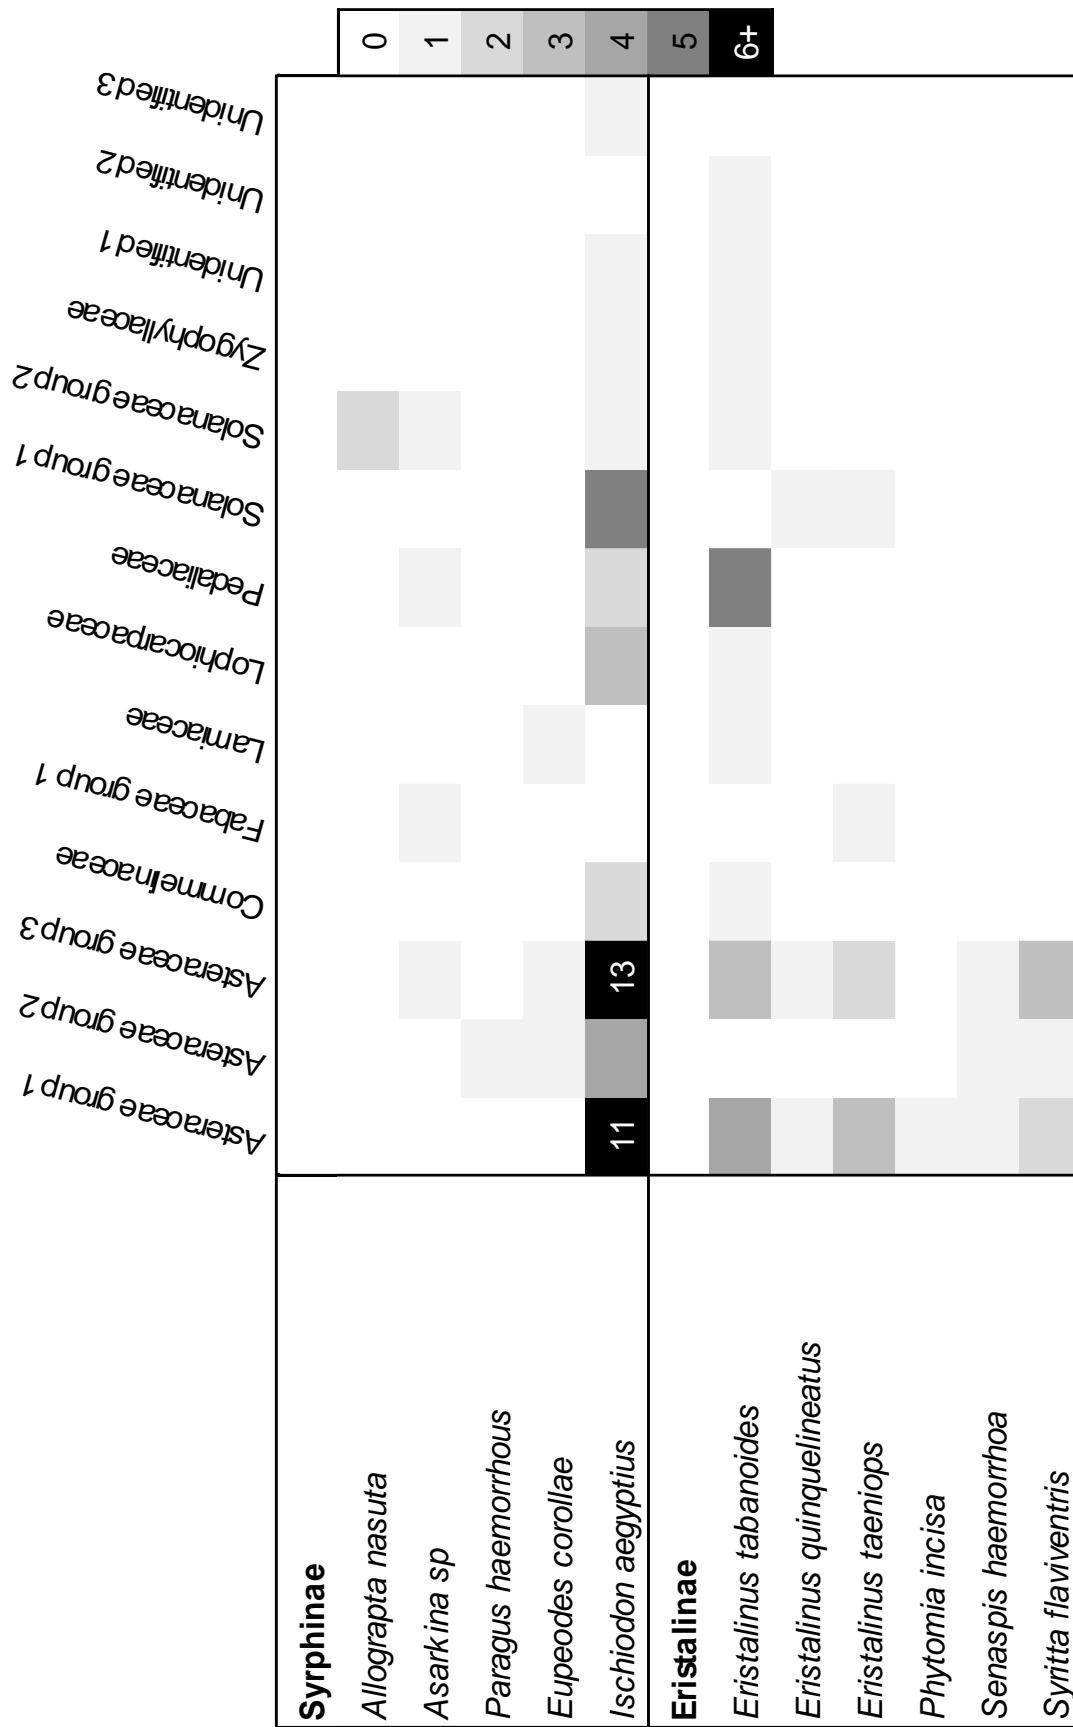 Asteraceae group 1
Asteraceae group 2
Asteraceae group 3
Commelinaceae
Fabaceae group 1
Lamiaceae
Lophiocarpaceae
Pedaliaceae
Solanaceae group 1
Solanaceae group 2
Zygophyllaceae
Unidentified 1
Unidentified 2
Unidentified 3
Syrphinae
Allograpta nasuta
0
Asarkina sp
1
Paragus haemorrhous
2
Eupeodes corollae
3
Ischiodon aegyptius
11
13
4
Eristalinae
5
Eristalinus tabanoides
6+
Eristalinus quinquelineatus
Eristalinus taeniops
Phytomia incisa
Senaspis haemorrhoa
Syritta flaviventris